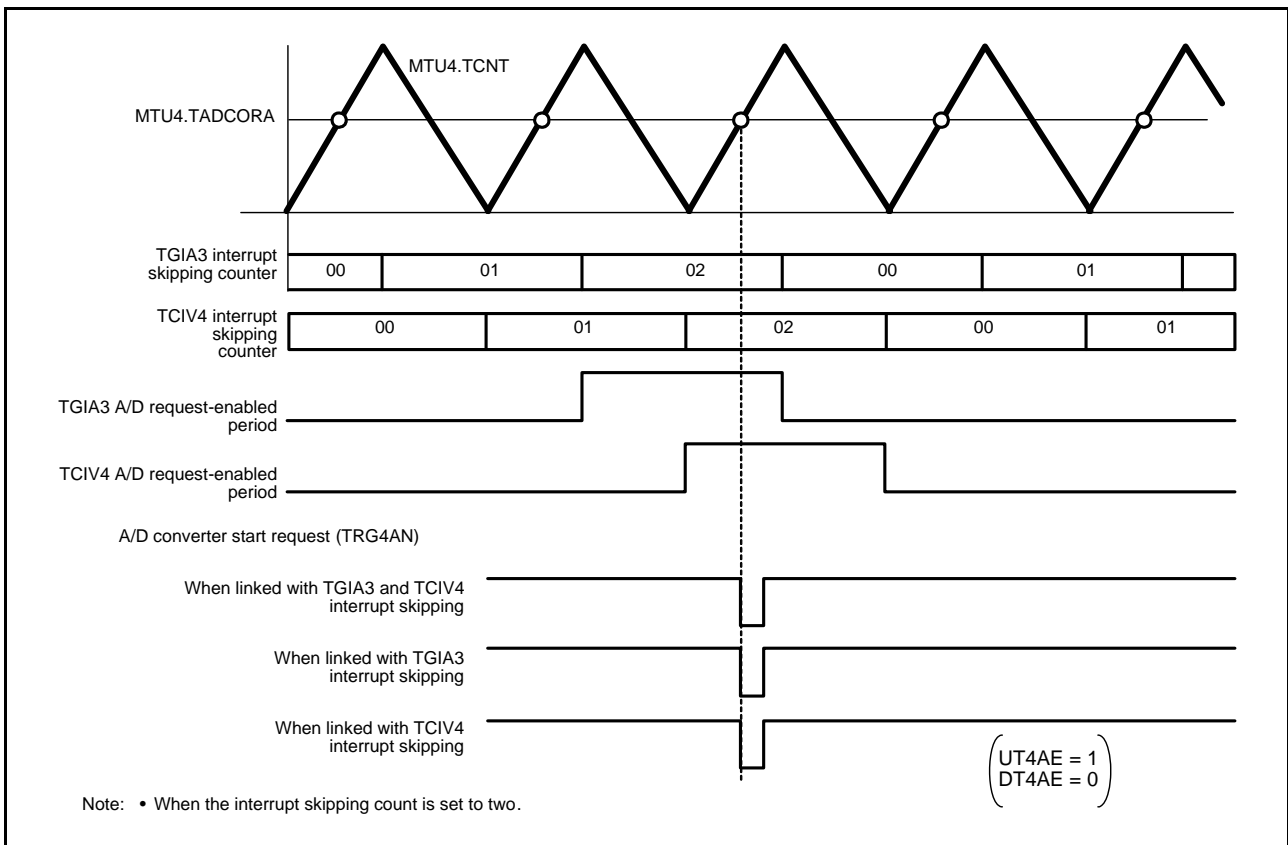 MTU4.TCNT
MTU4.TADCORA
TGIA3 interrupt
skipping counter
00 01 02 00 01
TCIV4 interrupt
skipping
counter
00 01 02 00 01
TGIA3 A/D request-enabled
period
TCIV4 A/D request-enabled
period
A/D converter start request (TRG4AN)
When linked with TGIA3 and TCIV4
interrupt skipping
When linked with TGIA3
interrupt skipping
When linked with TCIV4
interrupt skipping
UT4AE = 1
DT4AE = 0
Note: • When the interrupt skipping count is set to two.